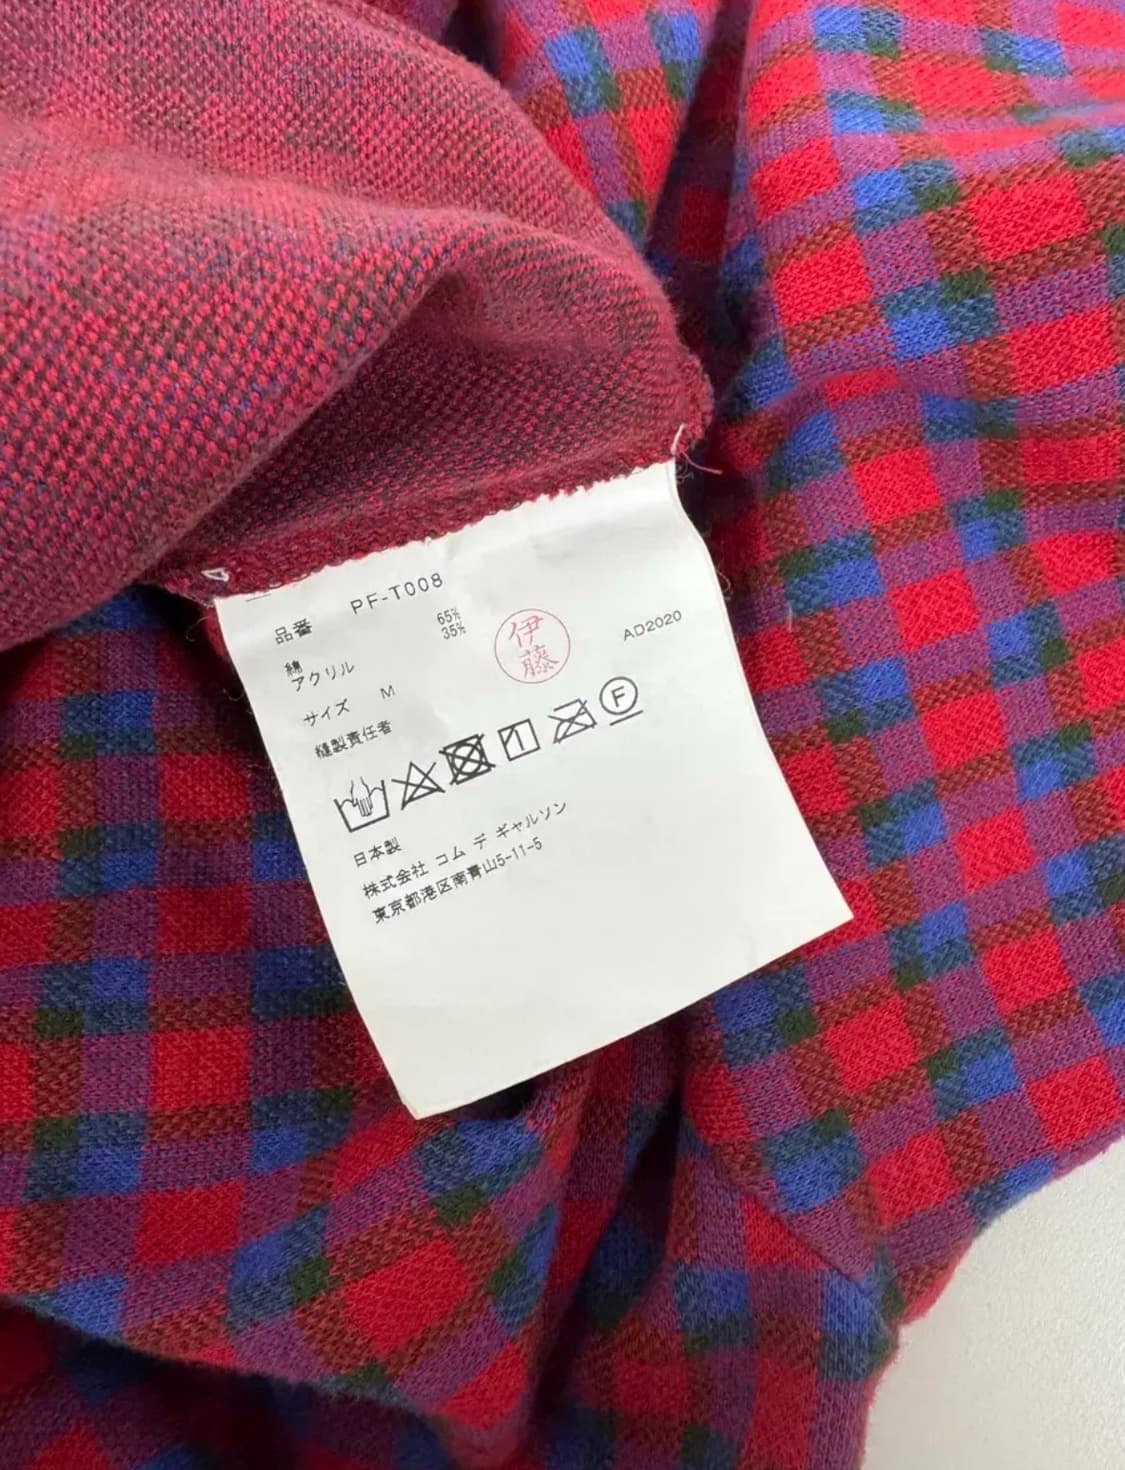 品番 PF-T008
綿 65%
アクリル 35%
サイズ M
縫製責任者 伊藤 AD2020
F
日本製
株式会社 コム デ ギャルソン
東京都港区南青山5-11-5